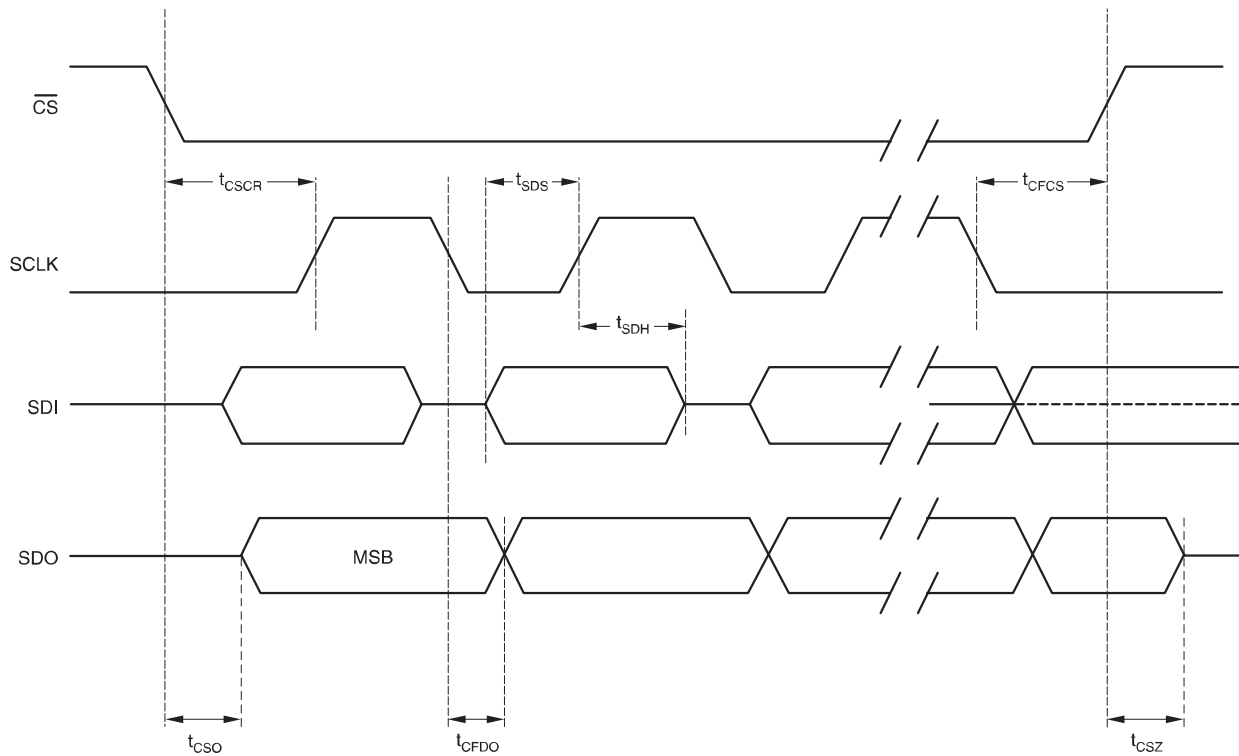 CS
tCSCR
tSDS
tCFCS
SCLK
tSDH
SDI
SDO
MSB
tCSO
tCFDO
tCSZ